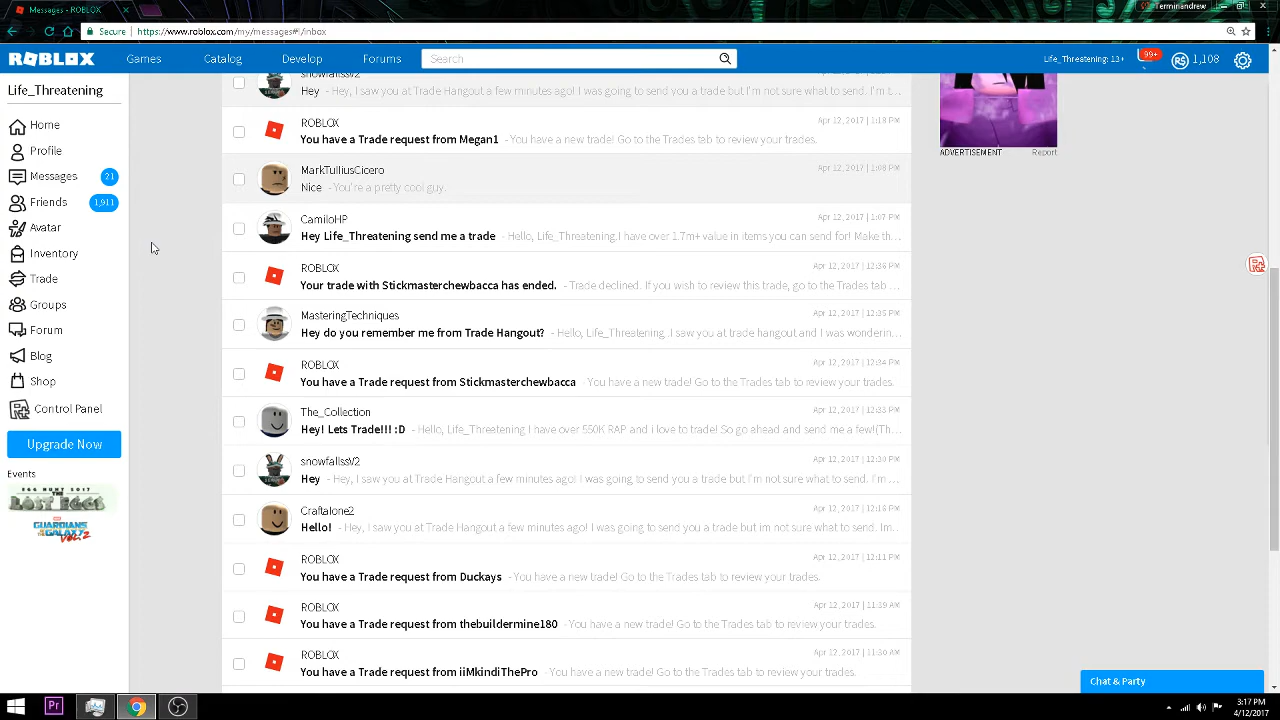 Messages - ROBLOX
Terminandrew
Secure https://www.roblox.com/my/messages#!/inbox
ROBLOX Games Catalog Develop Forums Search Life_Threatening: 13+ 99+ R$ 1,108
Life_Threatening
Home
Profile
Messages 21
Friends 1,911
Avatar
Inventory
Trade
Groups
Forum
Blog
Shop
Control Panel
Upgrade Now
Events
EGG HUNT 2017
THE LOST EGGS
GUARDIANS OF THE GALAXY VOL. 2
snowfallssV2
Hey - Hey, I saw you at Trade Hangout a few minutes ago! I was going to send you a trade but I'm not sure what to send. I'm t...
ROBLOX Apr 12, 2017 | 1:18 PM
You have a Trade request from Megan1 - You have a new trade! Go to the Trades tab to review your trades.
MarkTulliusCicero Apr 12, 2017 | 1:08 PM
Nice - You're a pretty cool guy.
CamiloHP Apr 12, 2017 | 1:07 PM
Hey Life_Threatening send me a trade - Hello, Life_Threatening,I have over 1.7m+ value in items you can send for! Make th...
ROBLOX Apr 12, 2017 | 12:36 PM
Your trade with Stickmasterchewbacca has ended. - Trade declined. If you wish to review this trade, go to the Trades tab ...
MasteringTechniques Apr 12, 2017 | 12:35 PM
Hey do you remember me from Trade Hangout? - Hello, Life_Threatening. I saw you at trade hangout and I was wonderin...
ROBLOX Apr 12, 2017 | 12:34 PM
You have a Trade request from Stickmasterchewbacca - You have a new trade! Go to the Trades tab to review your trades.
The_Collection Apr 12, 2017 | 12:33 PM
Hey! Lets Trade!!! :D - Hello, Life_Threatening I have over 550K RAP and i love to trade! So go ahead and send me a few!(Th...
snowfallssV2 Apr 12, 2017 | 12:30 PM
Hey - Hey, I saw you at Trade Hangout a few minutes ago! I was going to send you a trade but I'm not sure what to send. I'm ...
Craftalone2 Apr 12, 2017 | 12:16 PM
Hello! - Hey, I saw you at Trade Hangout a few minutes ago! I was going to send you a trade but not sure what to send. Im...
ROBLOX Apr 12, 2017 | 12:11 PM
You have a Trade request from Duckays - You have a new trade! Go to the Trades tab to review your trades.
ROBLOX Apr 12, 2017 | 11:39 AM
You have a Trade request from thebuildermine180 - You have a new trade! Go to the Trades tab to review your trades.
ROBLOX Apr 12, 2017 | 11:30 AM
You have a Trade request from iiMkindiThePro - You have a new trade! Go to the Trades tab to review your trades.
ADVERTISEMENT Report
Chat & Party
Pr
3:17 PM
4/12/2017